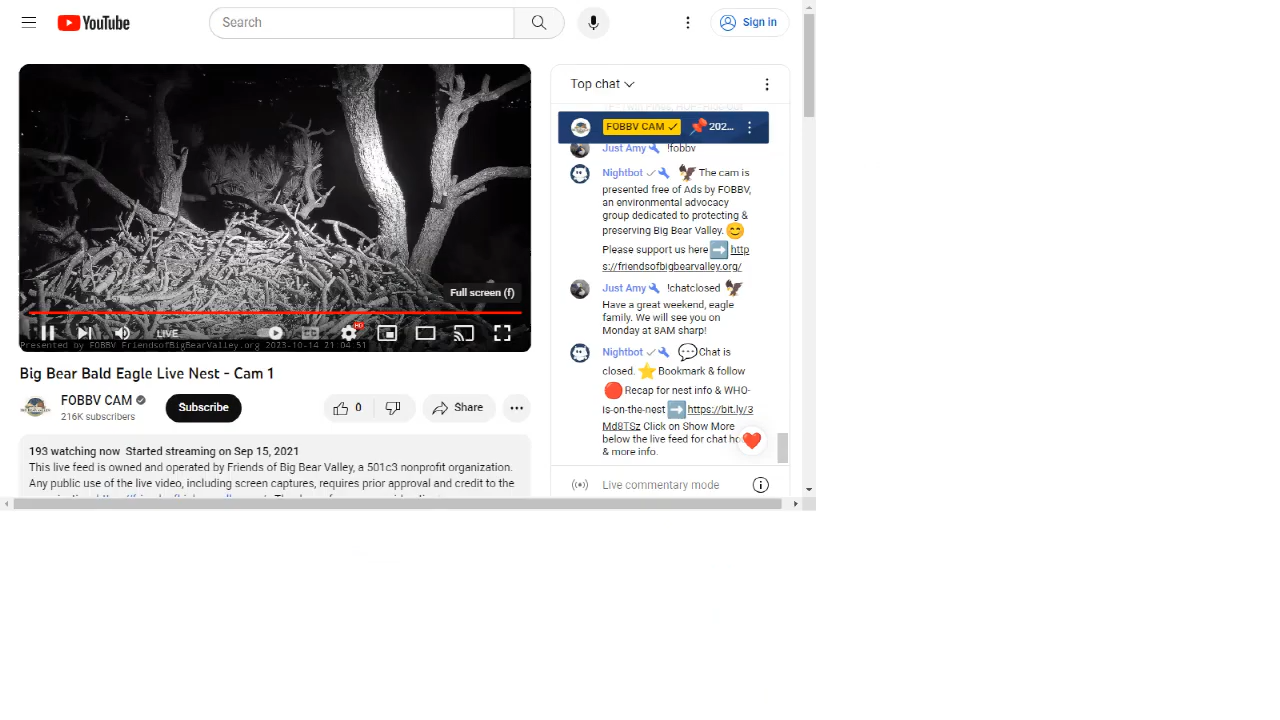 YouTube
Search
Sign in
Full screen (f)
LIVE
HD
CC
Presented by FOBBV FriendsofBigBearValley.org 2023-10-14 21:04:51
Big Bear Bald Eagle Live Nest - Cam 1
FOBBV CAM
216K subscribers
Subscribe
0
Share
193 watching now Started streaming on Sep 15, 2021
This live feed is owned and operated by Friends of Big Bear Valley, a 501c3 nonprofit organization.
Any public use of the live video, including screen captures, requires prior approval and credit to the
Top chat
FOBBV CAM 📌 202...
Just Amy !fobbv
Nightbot 🦅 The cam is
presented free of Ads by FOBBV,
an environmental advocacy
group dedicated to protecting &
preserving Big Bear Valley. 😊
Please support us here ➡️ http
s://friendsofbigbearvalley.org/
Just Amy !chatclosed 🦅
Have a great weekend, eagle
family. We will see you on
Monday at 8AM sharp!
Nightbot 💬 Chat is
closed. ⭐ Bookmark & follow
🔴 Recap for nest info & WHO-
is-on-the-nest ➡️ https://bit.ly/3
Md8TSz Click on Show More
below the live feed for chat
& more info.
Live commentary mode